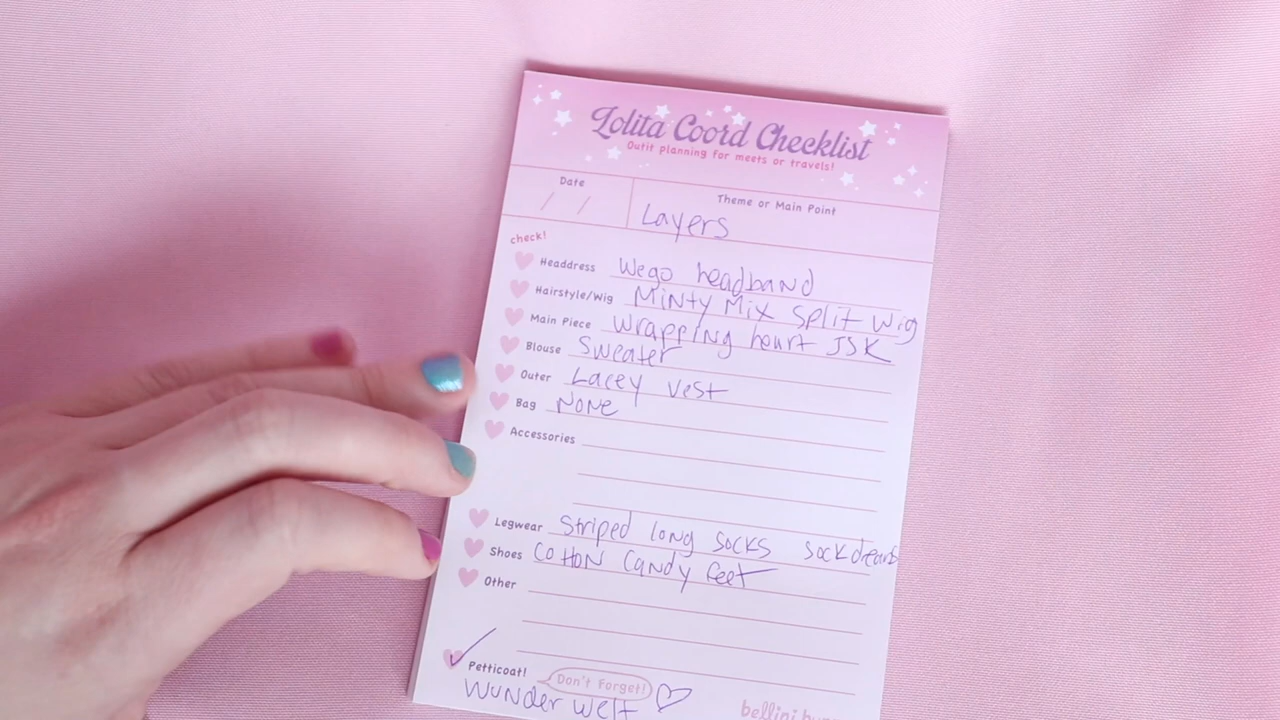 Lolita Coord Checklist
Outit planning for meets or travels!
Date
/ /
Theme or Main Point
Layers
check!
Headdress Wego headband
Hairstyle/Wig Minty Mix Split Wig
Main Piece Wrapping heart JSK
Blouse Sweater
Outer Lacey Vest
Bag NONE
Accessories
Legwear Striped long socks sockdreams
Shoes Cotton Candy feet
Other
Petticoat! Don't Forget!
Wunder welt
bellini